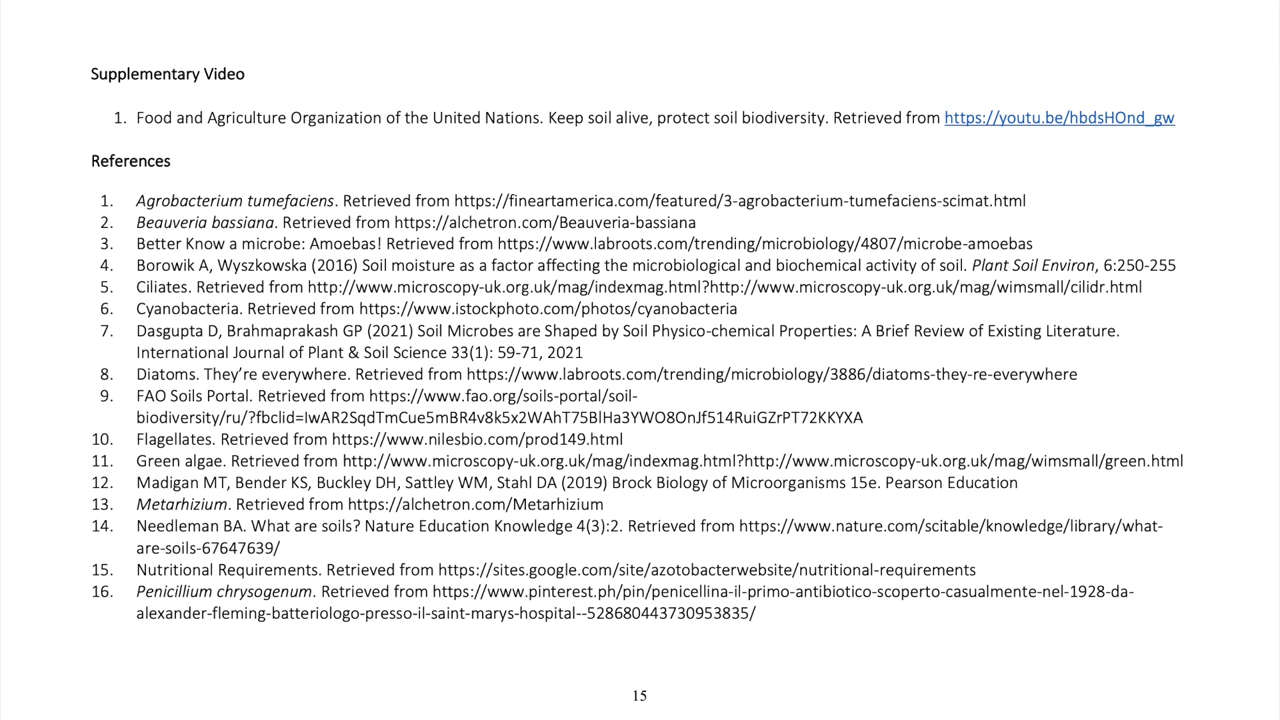 Supplementary Video
1. Food and Agriculture Organization of the United Nations. Keep soil alive, protect soil biodiversity. Retrieved from https://youtu.be/hbdsHOnd_gw
References
1. Agrobacterium tumefaciens. Retrieved from https://fineartamerica.com/featured/3-agrobacterium-tumefaciens-scimat.html
2. Beauveria bassiana. Retrieved from https://alchetron.com/Beauveria-bassiana
3. Better Know a microbe: Amoebas! Retrieved from https://www.labroots.com/trending/microbiology/4807/microbe-amoebas
4. Borowik A, Wyszkowska (2016) Soil moisture as a factor affecting the microbiological and biochemical activity of soil. Plant Soil Environ, 6:250-255
5. Ciliates. Retrieved from http://www.microscopy-uk.org.uk/mag/indexmag.html?http://www.microscopy-uk.org.uk/mag/wimsmall/cilidr.html
6. Cyanobacteria. Retrieved from https://www.istockphoto.com/photos/cyanobacteria
7. Dasgupta D, Brahmaprakash GP (2021) Soil Microbes are Shaped by Soil Physico-chemical Properties: A Brief Review of Existing Literature.
International Journal of Plant & Soil Science 33(1): 59-71, 2021
8. Diatoms. They’re everywhere. Retrieved from https://www.labroots.com/trending/microbiology/3886/diatoms-they-re-everywhere
9. FAO Soils Portal. Retrieved from https://www.fao.org/soils-portal/soil-
biodiversity/ru/?fbclid=IwAR2SqdTmCue5mBR4v8k5x2WAhT75BlHa3YWO8OnJf514RuiGZrPT72KKYXA
10. Flagellates. Retrieved from https://www.nilesbio.com/prod149.html
11. Green algae. Retrieved from http://www.microscopy-uk.org.uk/mag/indexmag.html?http://www.microscopy-uk.org.uk/mag/wimsmall/green.html
12. Madigan MT, Bender KS, Buckley DH, Sattley WM, Stahl DA (2019) Brock Biology of Microorganisms 15e. Pearson Education
13. Metarhizium. Retrieved from https://alchetron.com/Metarhizium
14. Needleman BA. What are soils? Nature Education Knowledge 4(3):2. Retrieved from https://www.nature.com/scitable/knowledge/library/what-
are-soils-67647639/
15. Nutritional Requirements. Retrieved from https://sites.google.com/site/azotobacterwebsite/nutritional-requirements
16. Penicillium chrysogenum. Retrieved from https://www.pinterest.ph/pin/penicellina-il-primo-antibiotico-scoperto-casualmente-nel-1928-da-
alexander-fleming-batteriologo-presso-il-saint-marys-hospital--528680443730953835/
15